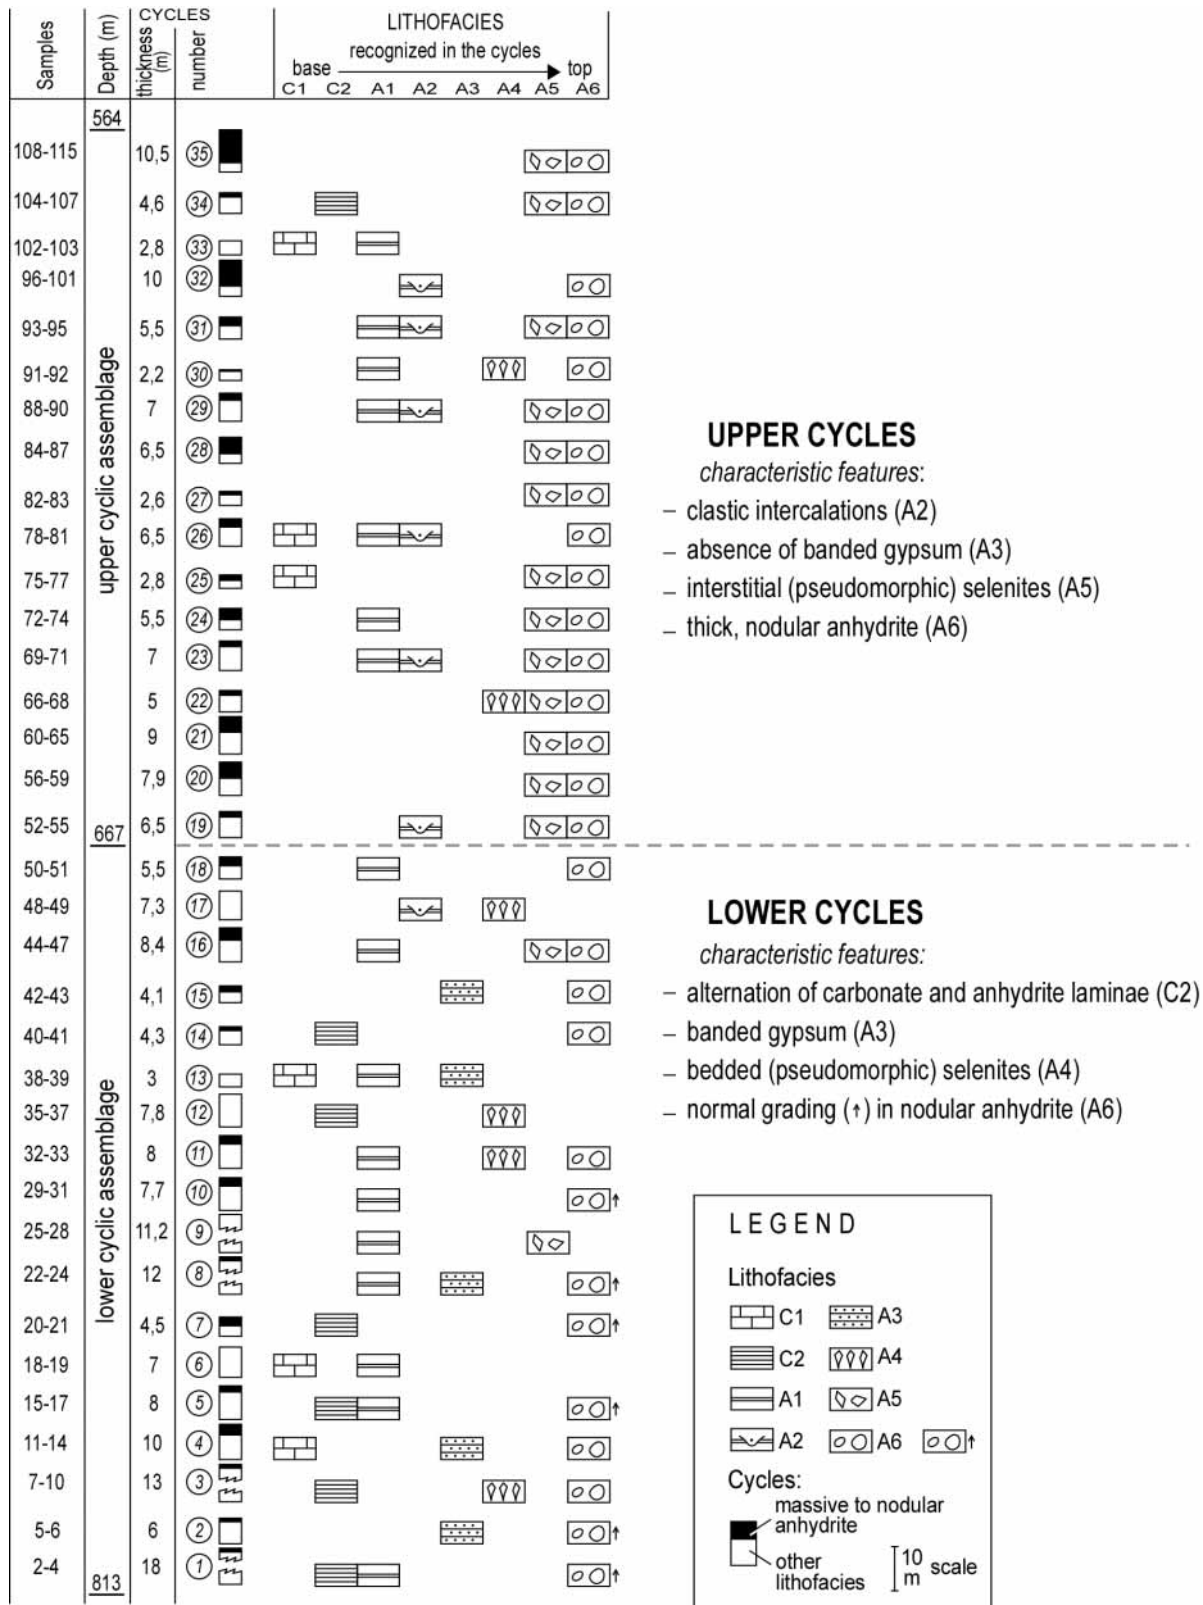 CYCLES
Samples
Depth (m)
thickness (m)
number
LITHOFACIES
recognized in the cycles
base top
C1 C2 A1 A2 A3 A4 A5 A6
564
108-115 10,5 35
104-107 4,6 34
102-103 2,8 33
96-101 10 32
93-95 5,5 31
91-92 2,2 30
88-90 7 29
84-87 6,5 28
82-83 2,6 27
78-81 6,5 26
75-77 2,8 25
72-74 5,5 24
69-71 7 23
66-68 5 22
60-65 9 21
56-59 7,9 20
52-55 6,5 19
upper cyclic assemblage
667
50-51 5,5 18
48-49 7,3 17
44-47 8,4 16
42-43 4,1 15
40-41 4,3 14
38-39 3 13
35-37 7,8 12
32-33 8 11
29-31 7,7 10
25-28 11,2 9
22-24 12 8
20-21 4,5 7
18-19 7 6
15-17 8 5
11-14 10 4
7-10 13 3
5-6 6 2
2-4 18 1
lower cyclic assemblage
813
UPPER CYCLES
characteristic features:
– clastic intercalations (A2)
– absence of banded gypsum (A3)
– interstitial (pseudomorphic) selenites (A5)
– thick, nodular anhydrite (A6)
LOWER CYCLES
characteristic features:
– alternation of carbonate and anhydrite laminae (C2)
– banded gypsum (A3)
– bedded (pseudomorphic) selenites (A4)
– normal grading (↑) in nodular anhydrite (A6)
LEGEND
Lithofacies
C1 A3
C2 A4
A1 A5
A2 A6
Cycles:
massive to nodular
anhydrite
other
lithofacies
10
m
scale